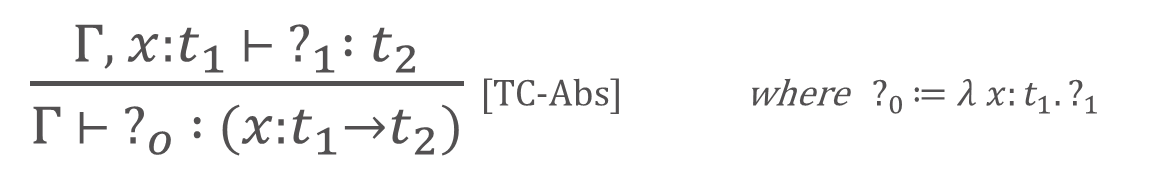 Γ, x:t₁ ⊢ ?₁: t₂
[TC-Abs] where ?₀ ≔ λ x: t₁. ?₁
Γ ⊢ ?ₒ : (x:t₁→t₂)